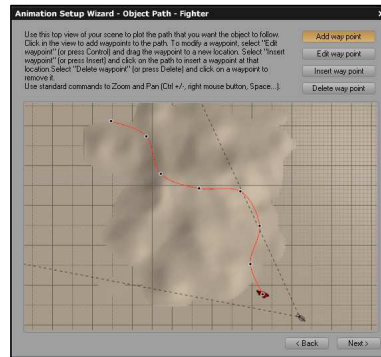 Animation Setup Wizard - Object Path - Fighter
Use this top view of your scene to plot the path that you want the object to follow.
Click in the view to add waypoints to the path. To modify a waypoint, select "Edit
waypoint" (or press Control) and drag the waypoint to a new location. Select "Insert
waypoint" (or press Insert) and click on the path to insert a waypoint at that
location.Select "Delete waypoint" (or press Delete) and click on a waypoint to
remove it.
Use standard commands to Zoom and Pan (Ctrl +/-, right mouse button, Space...).
Add way point
Edit way point
Insert way point
Delete way point
< Back
Next >